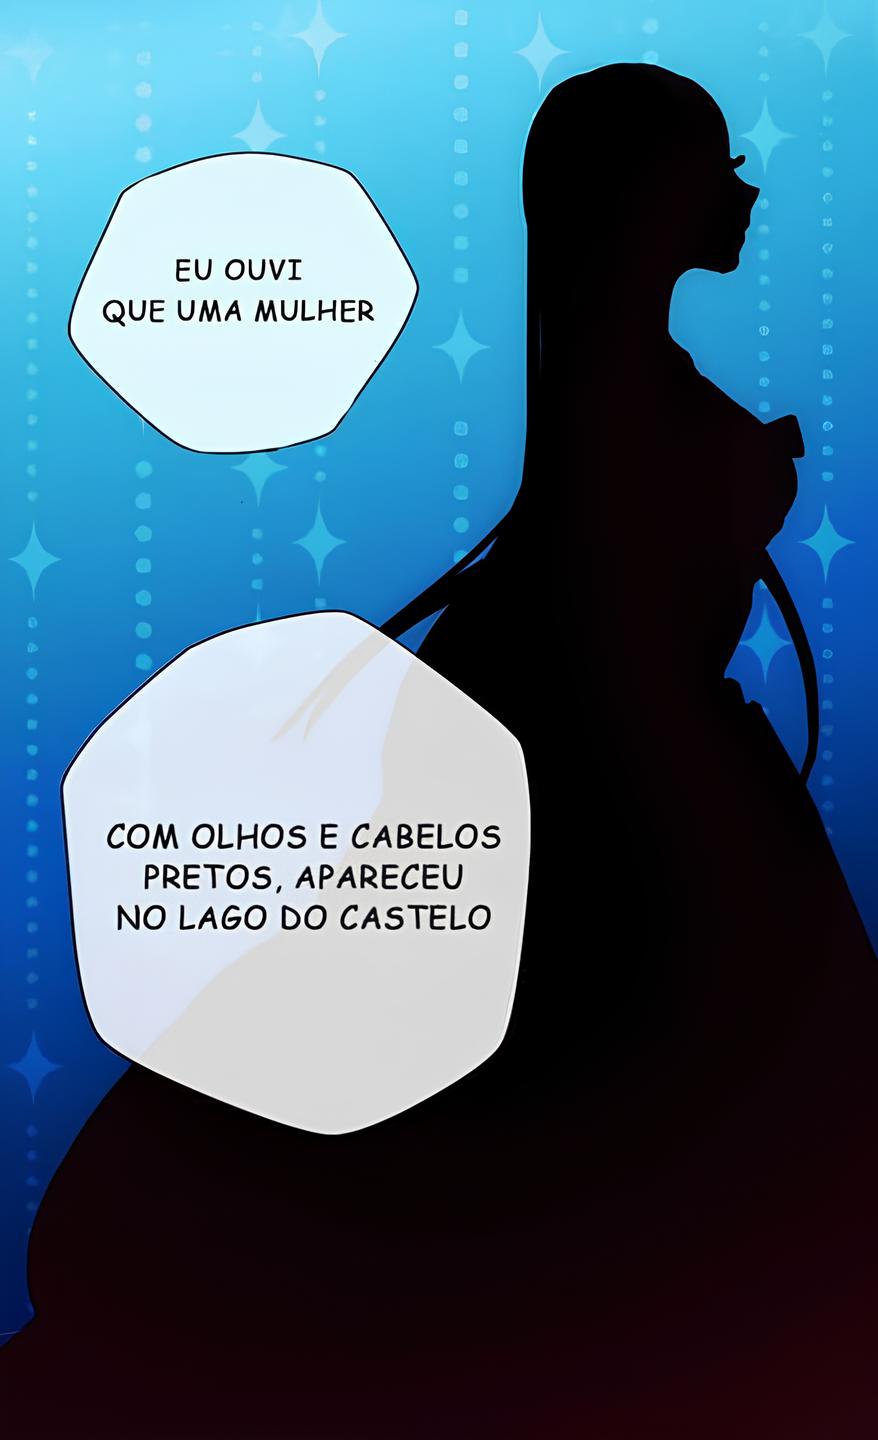 EU OUVI
QUE UMA MULHER
COM OLHOS E CABELOS
PRETOS, APARECEU
NO LAGO DO CASTELO